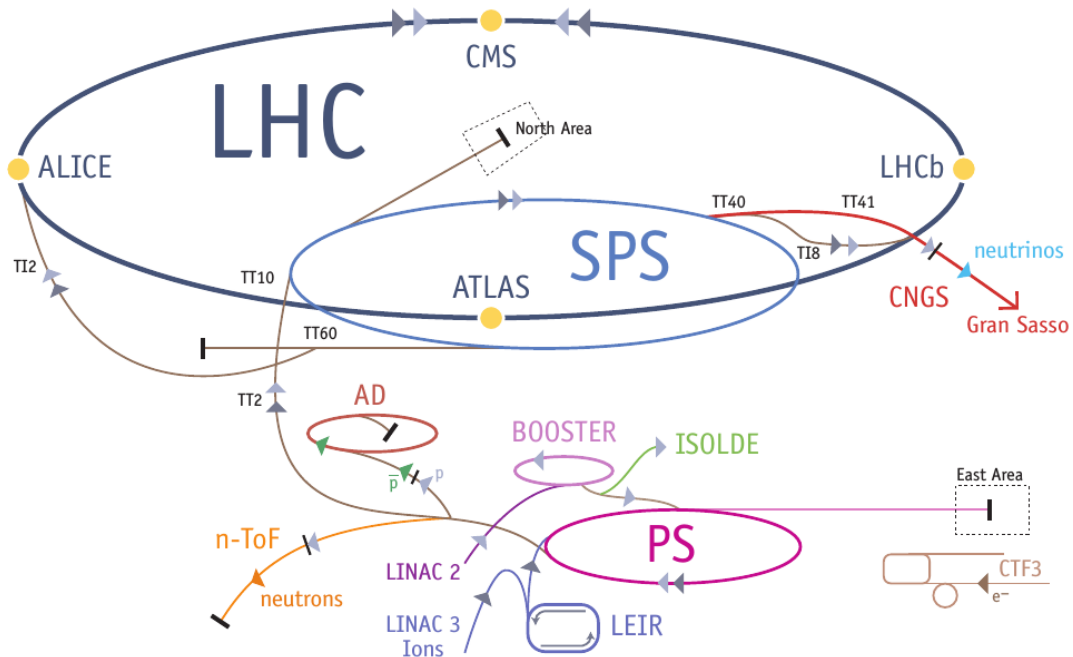 CMS
LHC
North Area
ALICE
LHCb
TT40
TT41
SPS
TI8
neutrinos
TI2
TT10
ATLAS
CNGS
Gran Sasso
TT60
TT2
AD
BOOSTER
ISOLDE
p
p
East Area
n-ToF
PS
LINAC 2
neutrons
CTF3
e−
LINAC 3
Ions
LEIR